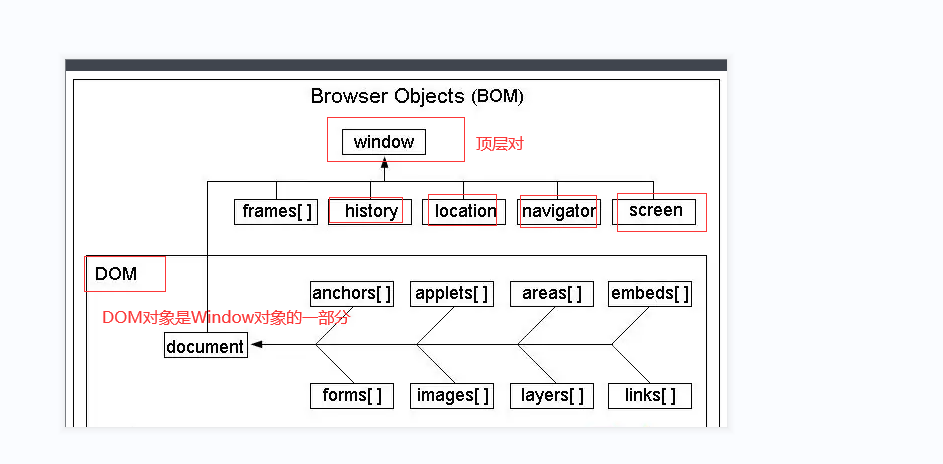 Browser Objects (BOM)
window 顶层对
frames[ ] history location navigator screen
DOM
anchors[ ] applets[ ] areas[ ] embeds[ ]
DOM对象是Window对象的一部分
document
forms[ ] images[ ] layers[ ] links[ ]